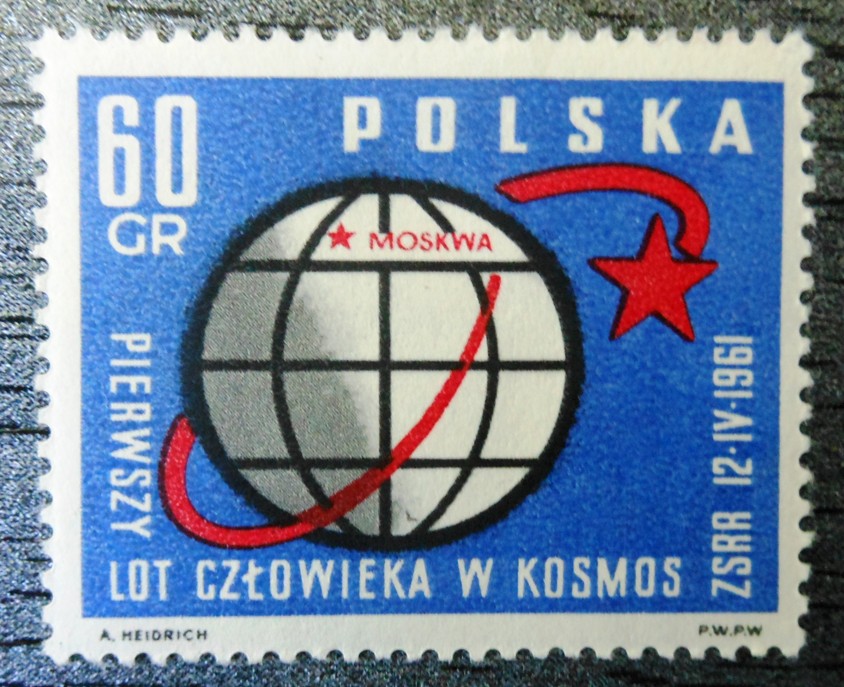 60
GR
POLSKA
MOSKWA
PIERWSZY
LOT CZŁOWIEKA W KOSMOS
ZSRR 12·IV·1961
A. HEIDRICH
P.W.P.W